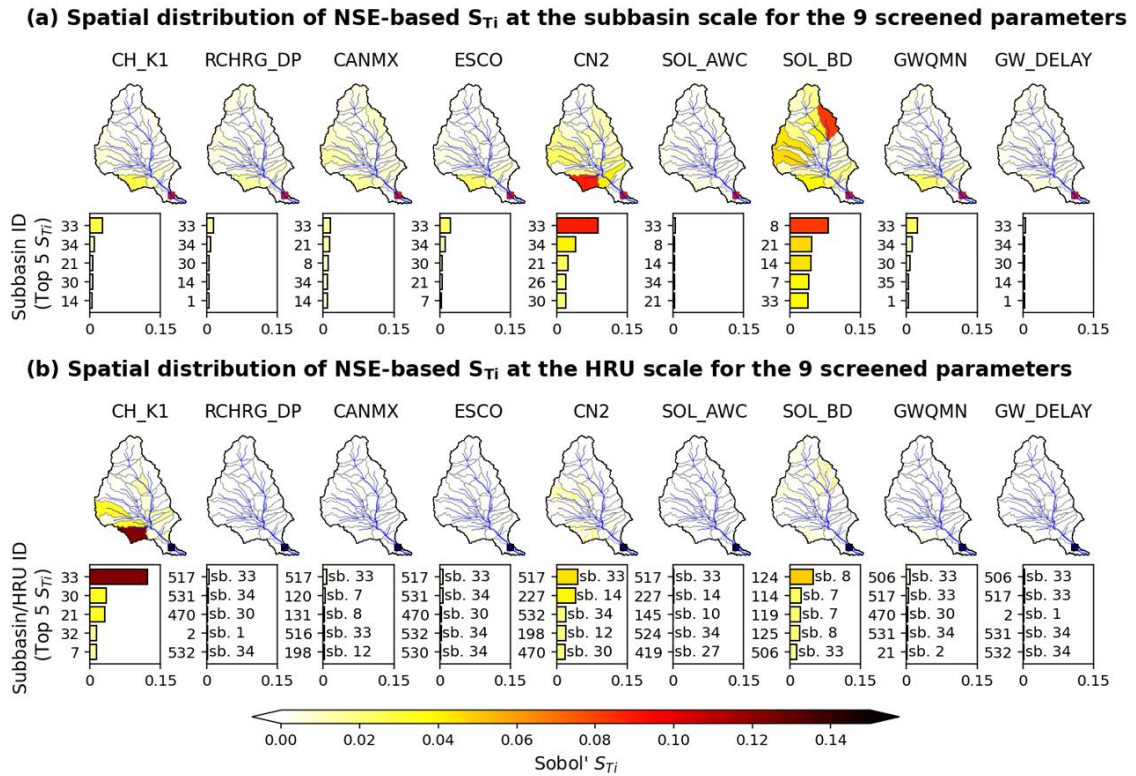 (a) Spatial distribution of NSE-based S_Ti at the subbasin scale for the 9 screened parameters
CH_K1 RCHRG_DP CANMX ESCO CN2 SOL_AWC SOL_BD GWQMN GW_DELAY
Subbasin ID
(Top 5 S_Ti)
33 33 33 33 33 33 8 33 33
34 34 21 34 34 8 21 34 34
21 30 8 30 21 14 14 30 30
30 14 34 21 26 34 7 35 14
14 1 14 7 30 21 33 14 1
0 0.15 0 0.15 0 0.15 0 0.15 0 0.15 0 0.15 0 0.15 0 0.15 0 0.15
(b) Spatial distribution of NSE-based S_Ti at the HRU scale for the 9 screened parameters
CH_K1 RCHRG_DP CANMX ESCO CN2 SOL_AWC SOL_BD GWQMN GW_DELAY
Subbasin/HRU ID
(Top 5 S_Ti)
33 517 sb. 33 517 sb. 33 517 sb. 33 517 sb. 33 517 sb. 33 124 sb. 8 506 sb. 33 506 sb. 33
30 531 sb. 34 120 sb. 7 531 sb. 34 227 sb. 14 227 sb. 14 114 sb. 7 517 sb. 33 517 sb. 33
21 470 sb. 30 131 sb. 8 470 sb. 30 532 sb. 34 145 sb. 10 119 sb. 7 470 sb. 30 2 sb. 1
32 2 sb. 1 516 sb. 33 532 sb. 34 198 sb. 12 524 sb. 34 125 sb. 8 531 sb. 34 531 sb. 34
7 532 sb. 34 198 sb. 12 530 sb. 34 470 sb. 30 419 sb. 27 506 sb. 33 21 sb. 2 532 sb. 34
0 0.15 0 0.15 0 0.15 0 0.15 0 0.15 0 0.15 0 0.15 0 0.15 0 0.15
0.00 0.02 0.04 0.06 0.08 0.10 0.12 0.14
Sobol' S_Ti